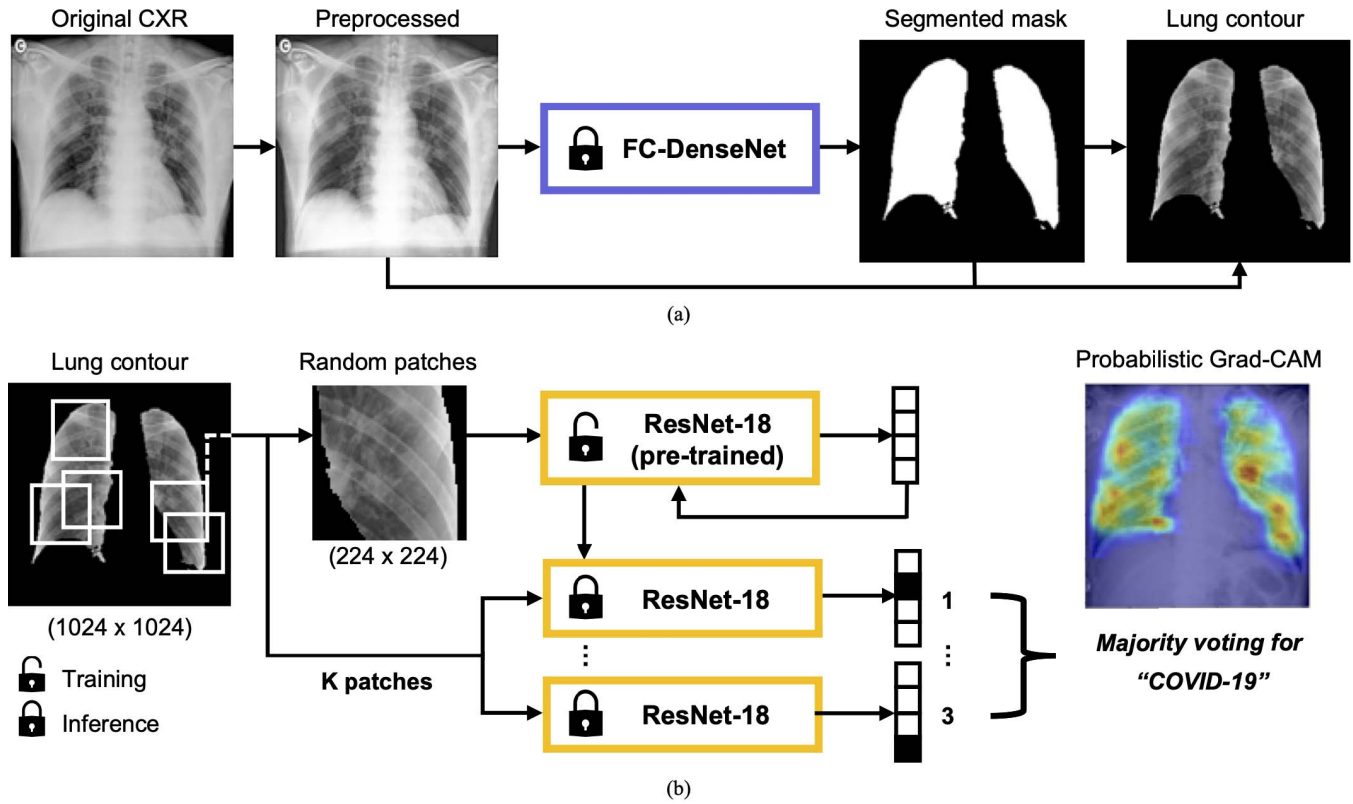 Original CXR
Preprocessed
Segmented mask
Lung contour
©
©
FC-DenseNet
(a)
Lung contour
Random patches
Probabilistic Grad-CAM
ResNet-18
(pre-trained)
(224 x 224)
(1024 x 1024)
ResNet-18
1
⋮
⋮
Training
Inference
K patches
ResNet-18
3
Majority voting for
“COVID-19”
(b)